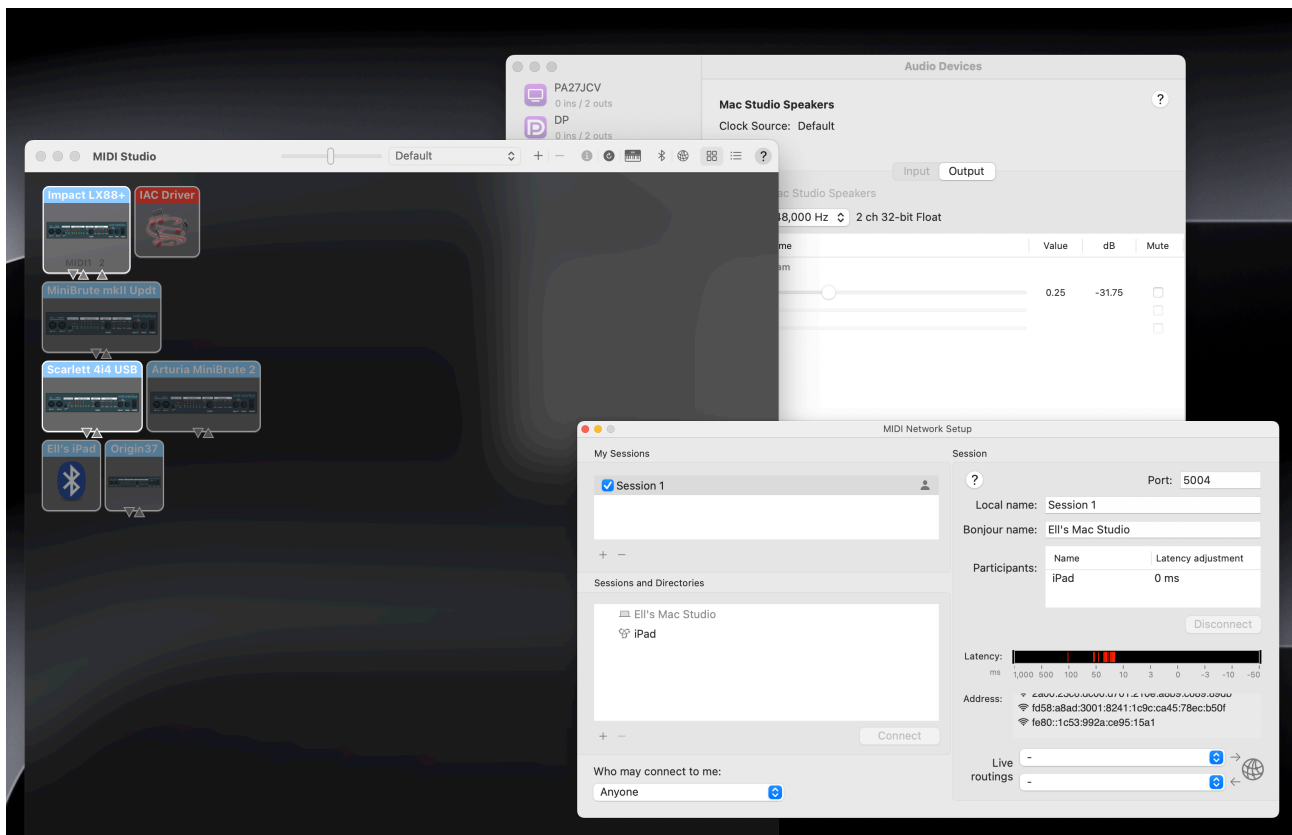 Audio Devices
PA27JCV
0 ins / 2 outs
DP
0 ins / 2 outs
Mac Studio Speakers
Clock Source: Default
?
Input Output
ac Studio Speakers
48,000 Hz 2 ch 32-bit Float
me Value dB Mute
am
0.25 -31.75
MIDI Studio Default + − ?
Impact LX88+ IAC Driver
MIDI1 2
MiniBrute mkII Updt
Scarlett 4i4 USB Arturia MiniBrute 2
Ell's iPad Origin37
MIDI Network Setup
My Sessions
Session 1
+ −
Sessions and Directories
Ell's Mac Studio
iPad
+ −
Connect
Who may connect to me:
Anyone
Session
? Port: 5004
Local name: Session 1
Bonjour name: Ell's Mac Studio
Participants:
Name Latency adjustment
iPad 0 ms
Disconnect
Latency:
ms 1,000 500 100 50 10 3 0 -3 -10 -50
Address:
fd58:a8ad:3001:8241:1c9c:ca45:78ec:b50f
fe80::1c53:992a:ce95:15a1
Live routings
- →
- ←